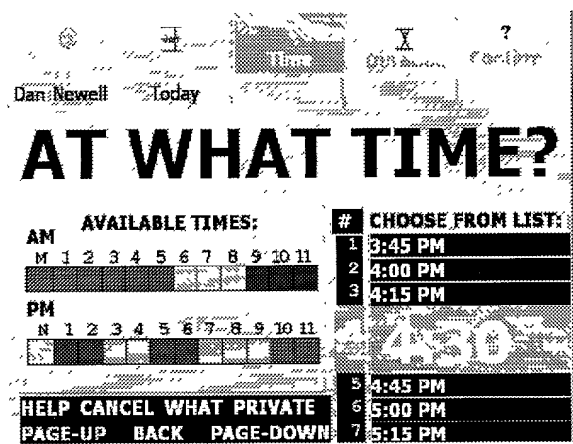 ?
Time
Dan Newell Today
AT WHAT TIME?
AVAILABLE TIMES:
AM
M 1 2 3 4 5 6 7 8 9 10 11
PM
N 1 2 3 4 5 6 7 8 9 10 11
HELP CANCEL WHAT PRIVATE
PAGE-UP BACK PAGE-DOWN
# CHOOSE FROM LIST:
1 3:45 PM
2 4:00 PM
3 4:15 PM
4 4:30
5 4:45 PM
6 5:00 PM
7 5:15 PM